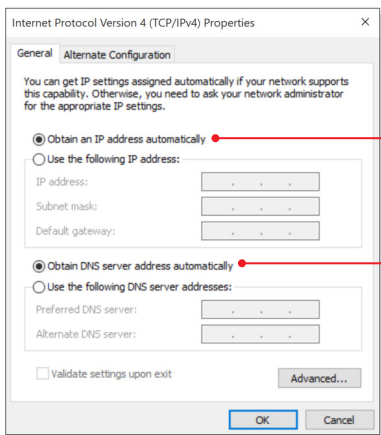 Internet Protocol Version 4 (TCP/IPv4) Properties
General Alternate Configuration
You can get IP settings assigned automatically if your network supports
this capability. Otherwise, you need to ask your network administrator
for the appropriate IP settings.
Obtain an IP address automatically
Use the following IP address:
IP address:
Subnet mask:
Default gateway:
Obtain DNS server address automatically
Use the following DNS server addresses:
Preferred DNS server:
Alternate DNS server:
Validate settings upon exit
Advanced...
OK Cancel